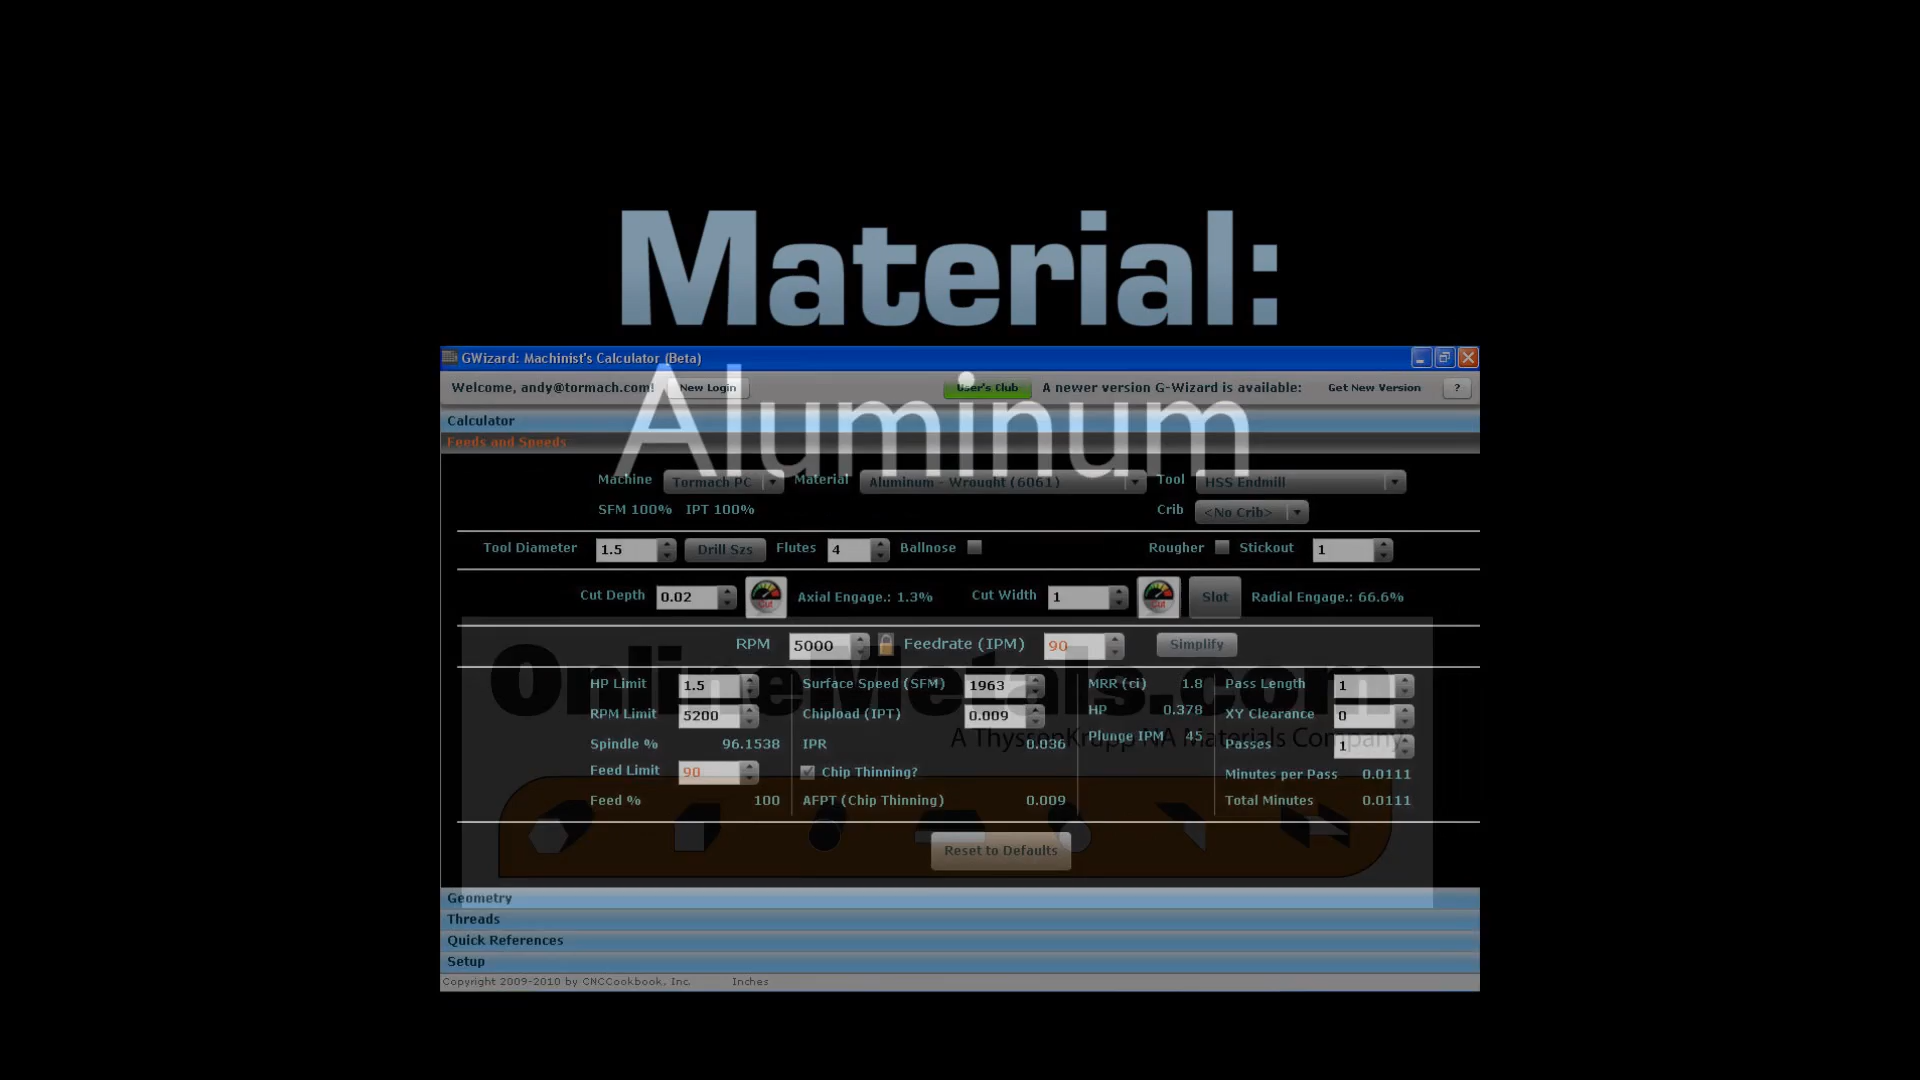 Material:
GWizard: Machinist's Calculator (Beta)
Welcome, andy@tormach.com! New Login User's Club A newer version G-Wizard is available: Get New Version ?
Aluminum
Calculator
Feeds and Speeds
Machine Tormach PC Material Aluminum - Wrought (6061) Tool HSS Endmill
SFM 100% IPT 100% Crib <No Crib>
Tool Diameter 1.5 Drill Szs Flutes 4 Ballnose Rougher Stickout 1
Cut Depth 0.02 Cut Axial Engage.: 1.3% Cut Width 1 Cut Slot Radial Engage.: 66.6%
RPM 5000 Feedrate (IPM) 90 Simplify
OnlineMetals.com
A ThyssenKrupp NA Materials Company
HP Limit 1.5 Surface Speed (SFM) 1963 MRR (ci) 1.8 Pass Length 1
RPM Limit 5200 Chipload (IPT) 0.009 HP 0.378 XY Clearance 0
Spindle % 96.1538 IPR 0.036 Plunge IPM 45 Passes 1
Feed Limit 90 Chip Thinning? Minutes per Pass 0.0111
Feed % 100 AFPT (Chip Thinning) 0.009 Total Minutes 0.0111
Reset to Defaults
Geometry
Threads
Quick References
Setup
Copyright 2009-2010 by CNCCookbook, Inc. Inches